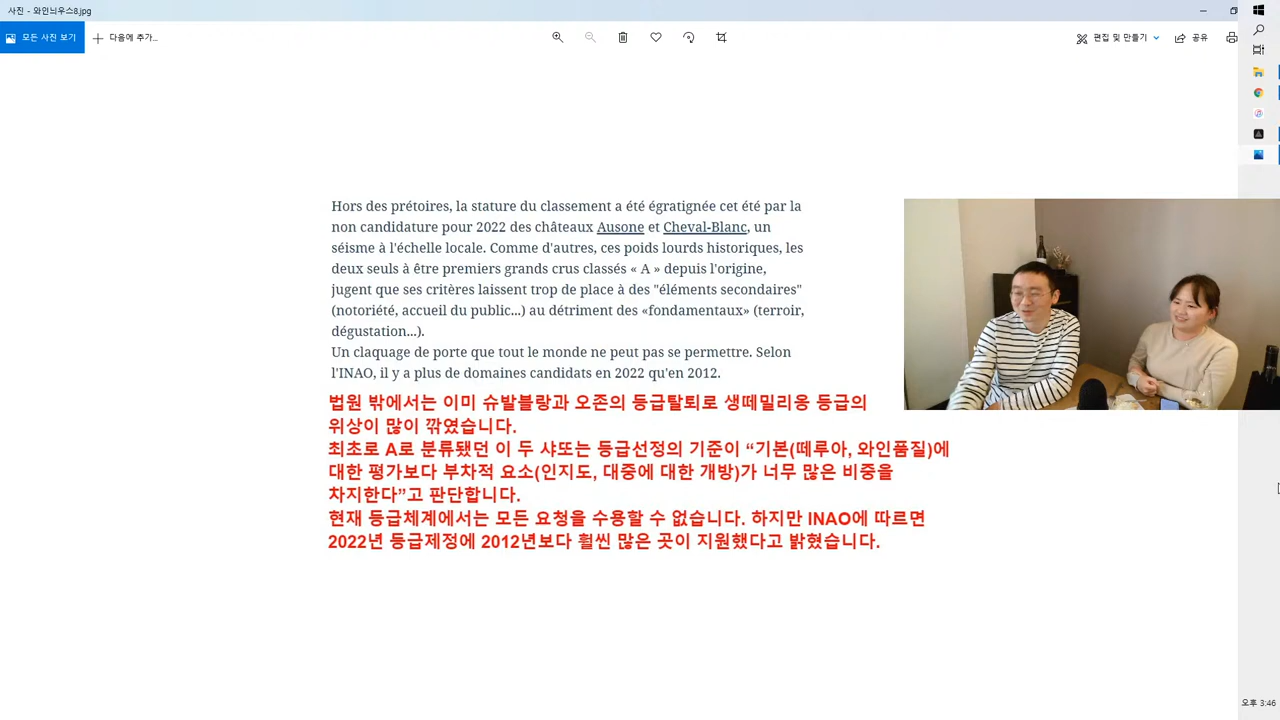 사진 - 와인늬우스8.jpg
모든 사진 보기
다음에 추가...
편집 및 만들기
공유
Hors des prétoires, la stature du classement a été égratignée cet été par la
non candidature pour 2022 des châteaux Ausone et Cheval-Blanc, un
séisme à l'échelle locale. Comme d'autres, ces poids lourds historiques, les
deux seuls à être premiers grands crus classés « A » depuis l'origine,
jugent que ses critères laissent trop de place à des "éléments secondaires"
(notoriété, accueil du public...) au détriment des «fondamentaux» (terroir,
dégustation...).
Un claquage de porte que tout le monde ne peut pas se permettre. Selon
l'INAO, il y a plus de domaines candidats en 2022 qu'en 2012.
법원 밖에서는 이미 슈발블랑과 오존의 등급탈퇴로 생떼밀리옹 등급의
위상이 많이 깎였습니다.
최초로 A로 분류됐던 이 두 샤또는 등급선정의 기준이 “기본(떼루아, 와인품질)에
대한 평가보다 부차적 요소(인지도, 대중에 대한 개방)가 너무 많은 비중을
차지한다”고 판단합니다.
현재 등급체계에서는 모든 요청을 수용할 수 없습니다. 하지만 INAO에 따르면
2022년 등급제정에 2012년보다 훨씬 많은 곳이 지원했다고 밝혔습니다.
오후 3:46